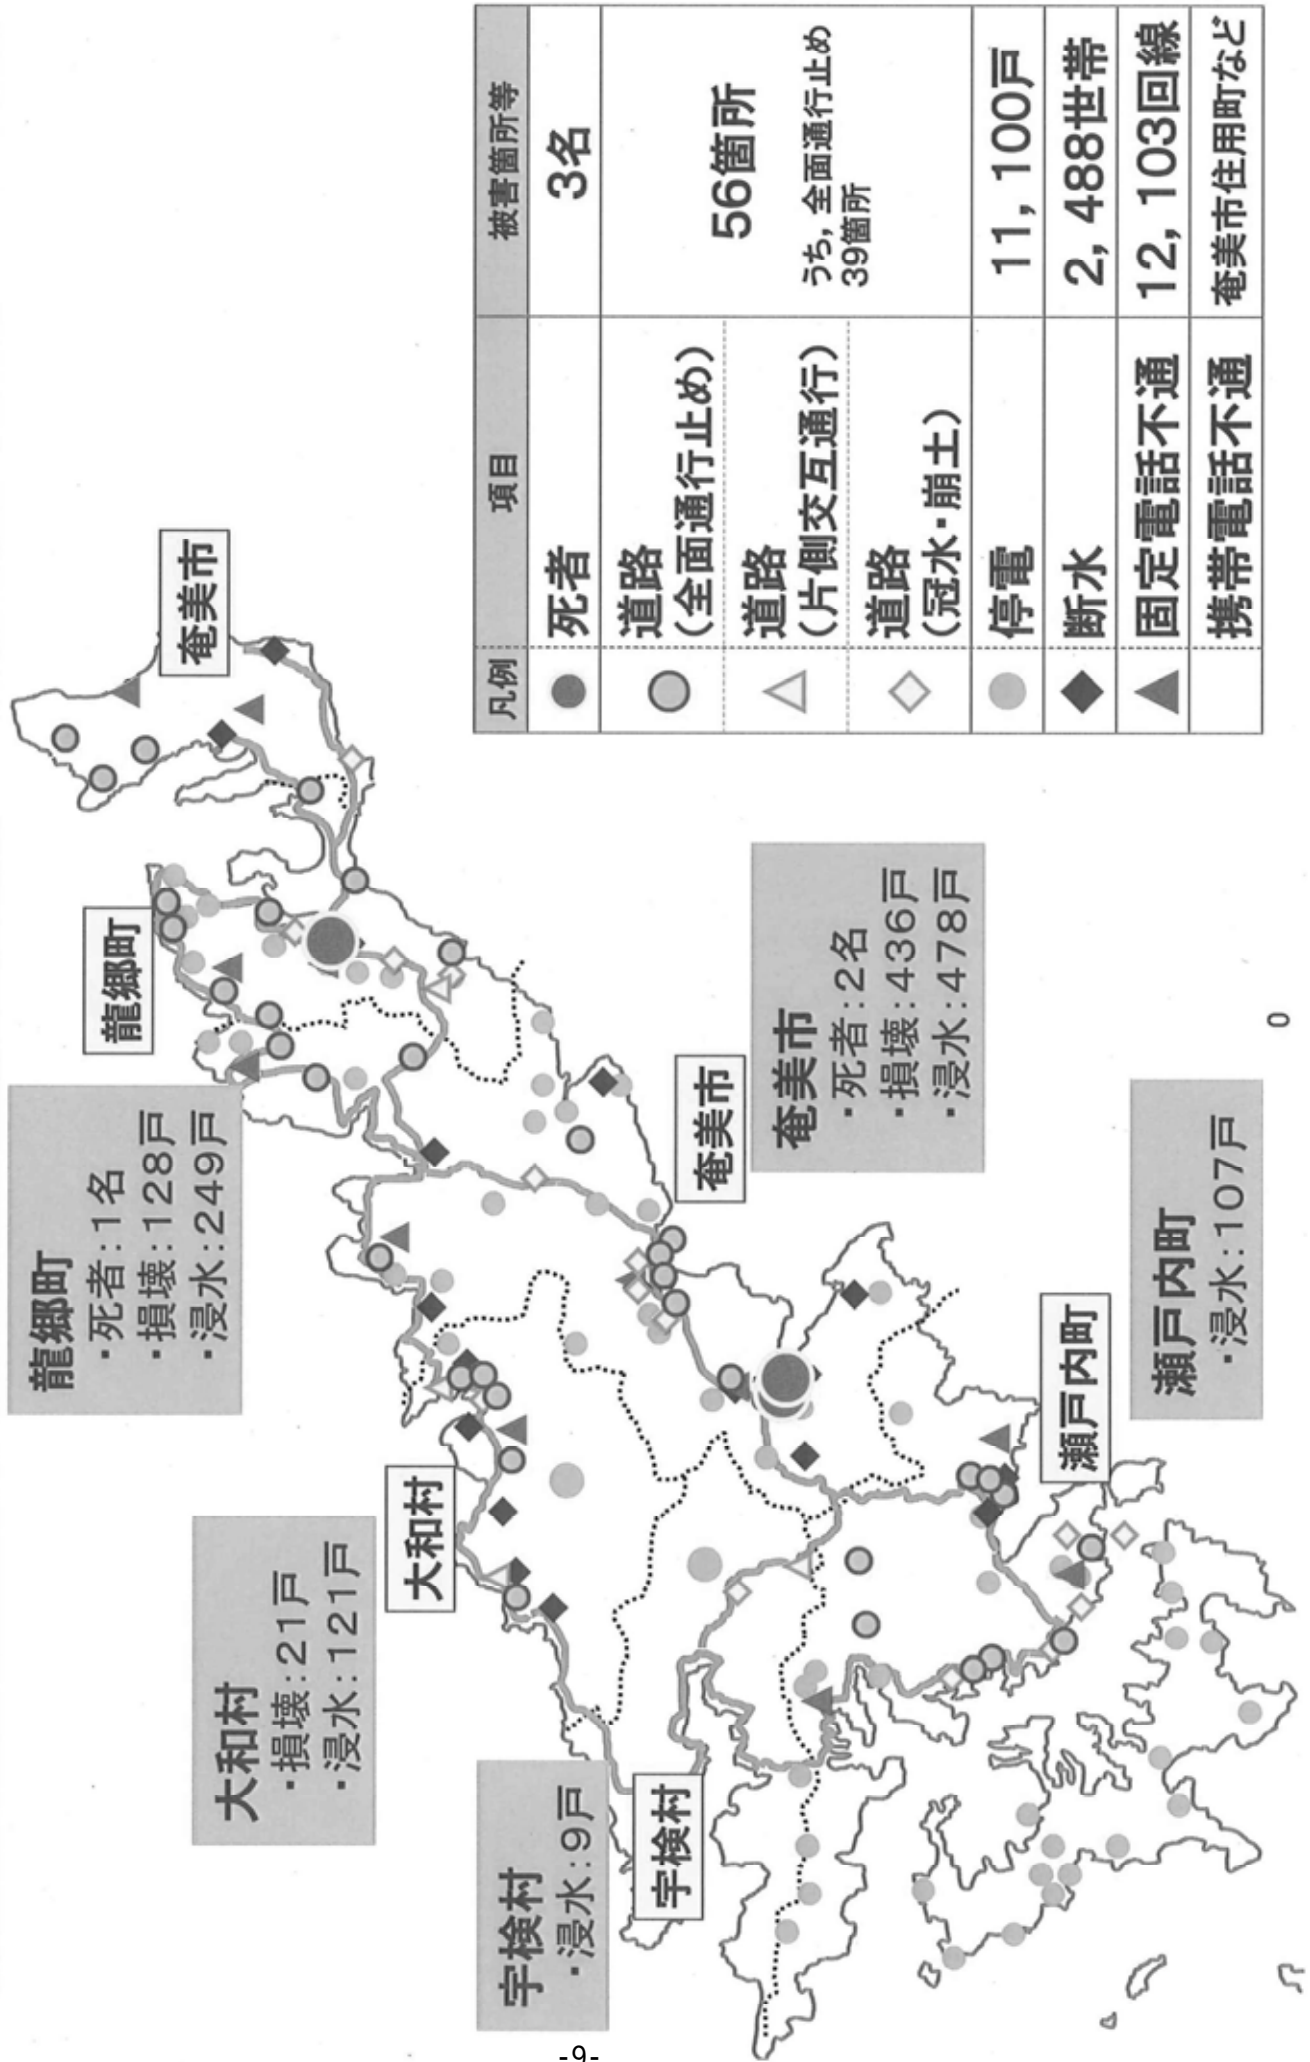 龍郷町
・死者:1名
・損壊:128戸
・浸水:249戸
龍郷町
奄美市
大和村
・損壊:21戸
・浸水:121戸
大和村
宇検村
・浸水:9戸
宇検村
奄美市
奄美市
・死者:2名
・損壊:436戸
・浸水:478戸
瀬戸内町
瀬戸内町
・浸水:107戸
凡例 項目 被害箇所等
死者 3名
道路
(全面通行止め)
道路
(片側交互通行)
道路
(冠水・崩土)
56箇所
うち,全面通行止め
39箇所
停電 11,100戸
断水 2,488世帯
固定電話不通 12,103回線
携帯電話不通 奄美市住用町など
0
-9-